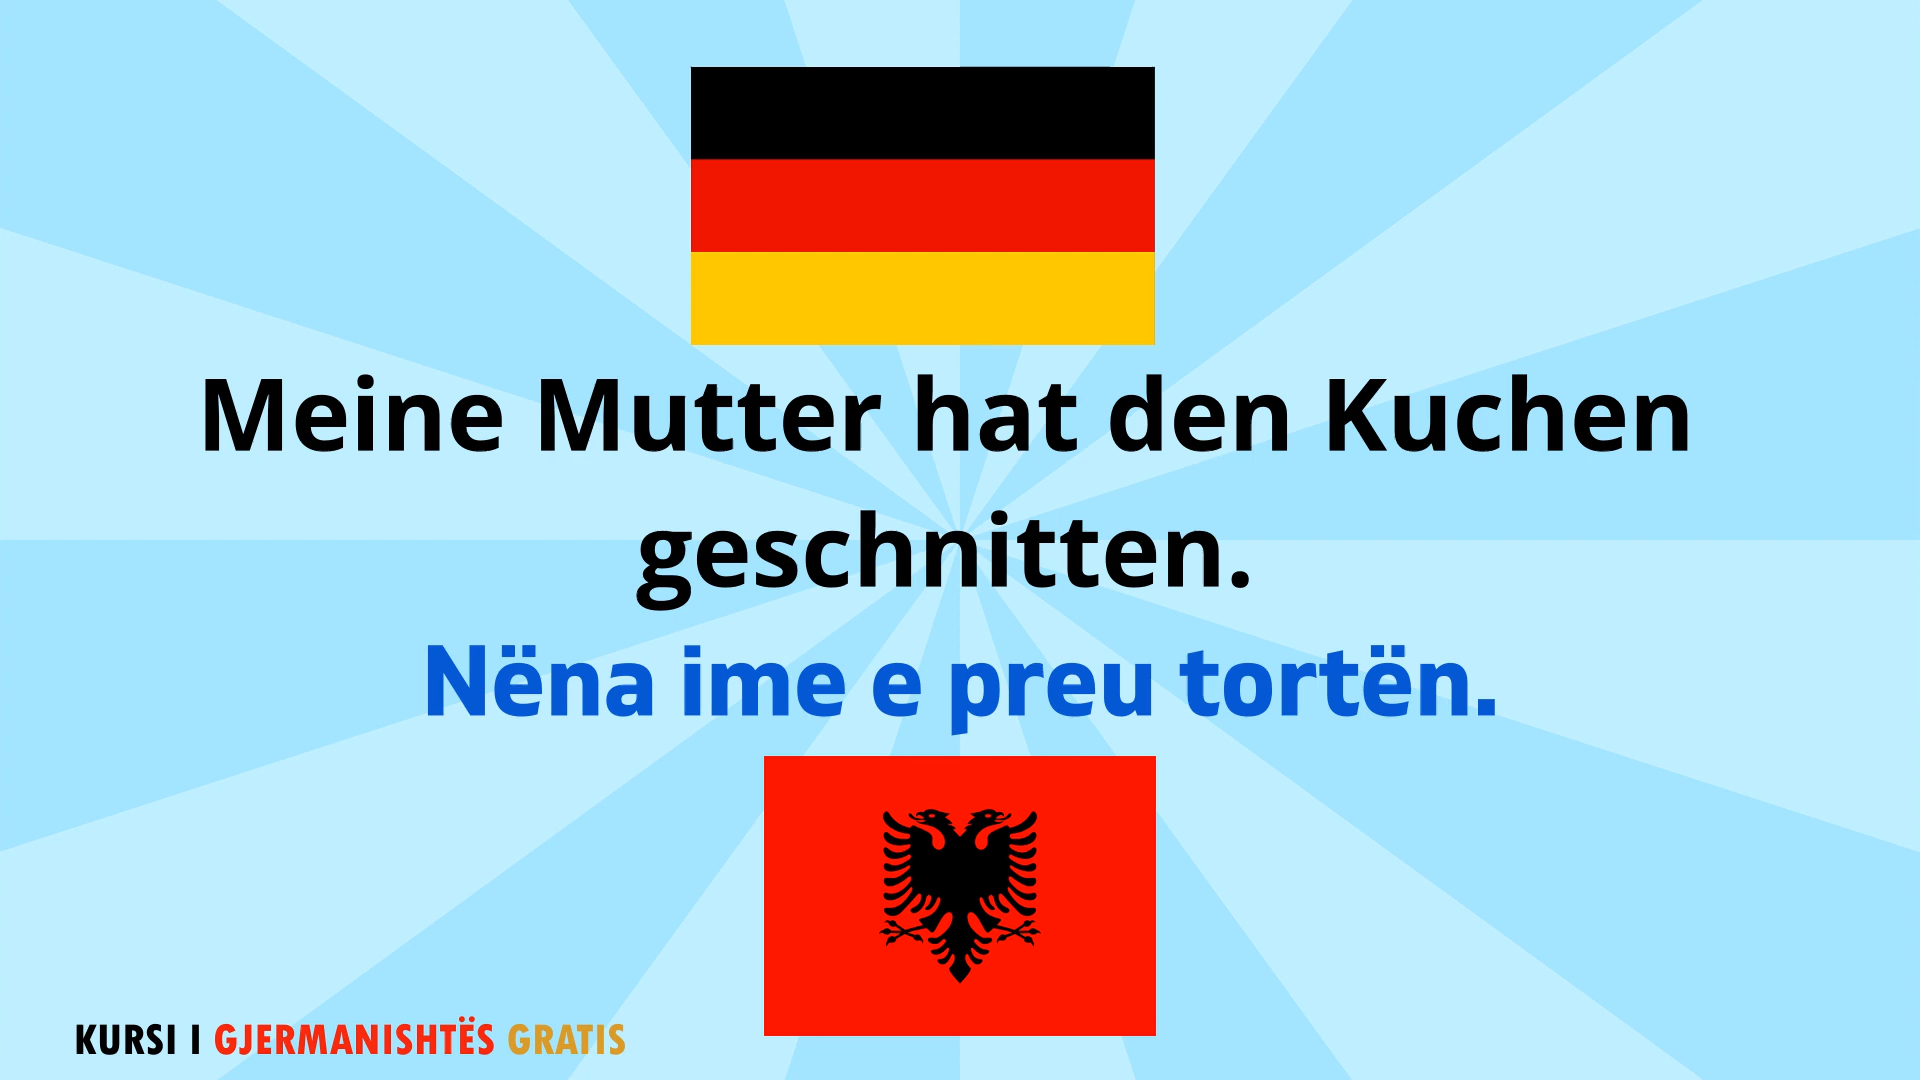 Meine Mutter hat den Kuchen
geschnitten.
Nëna ime e preu tortën.
KURSI I GJERMANISHTËS GRATIS